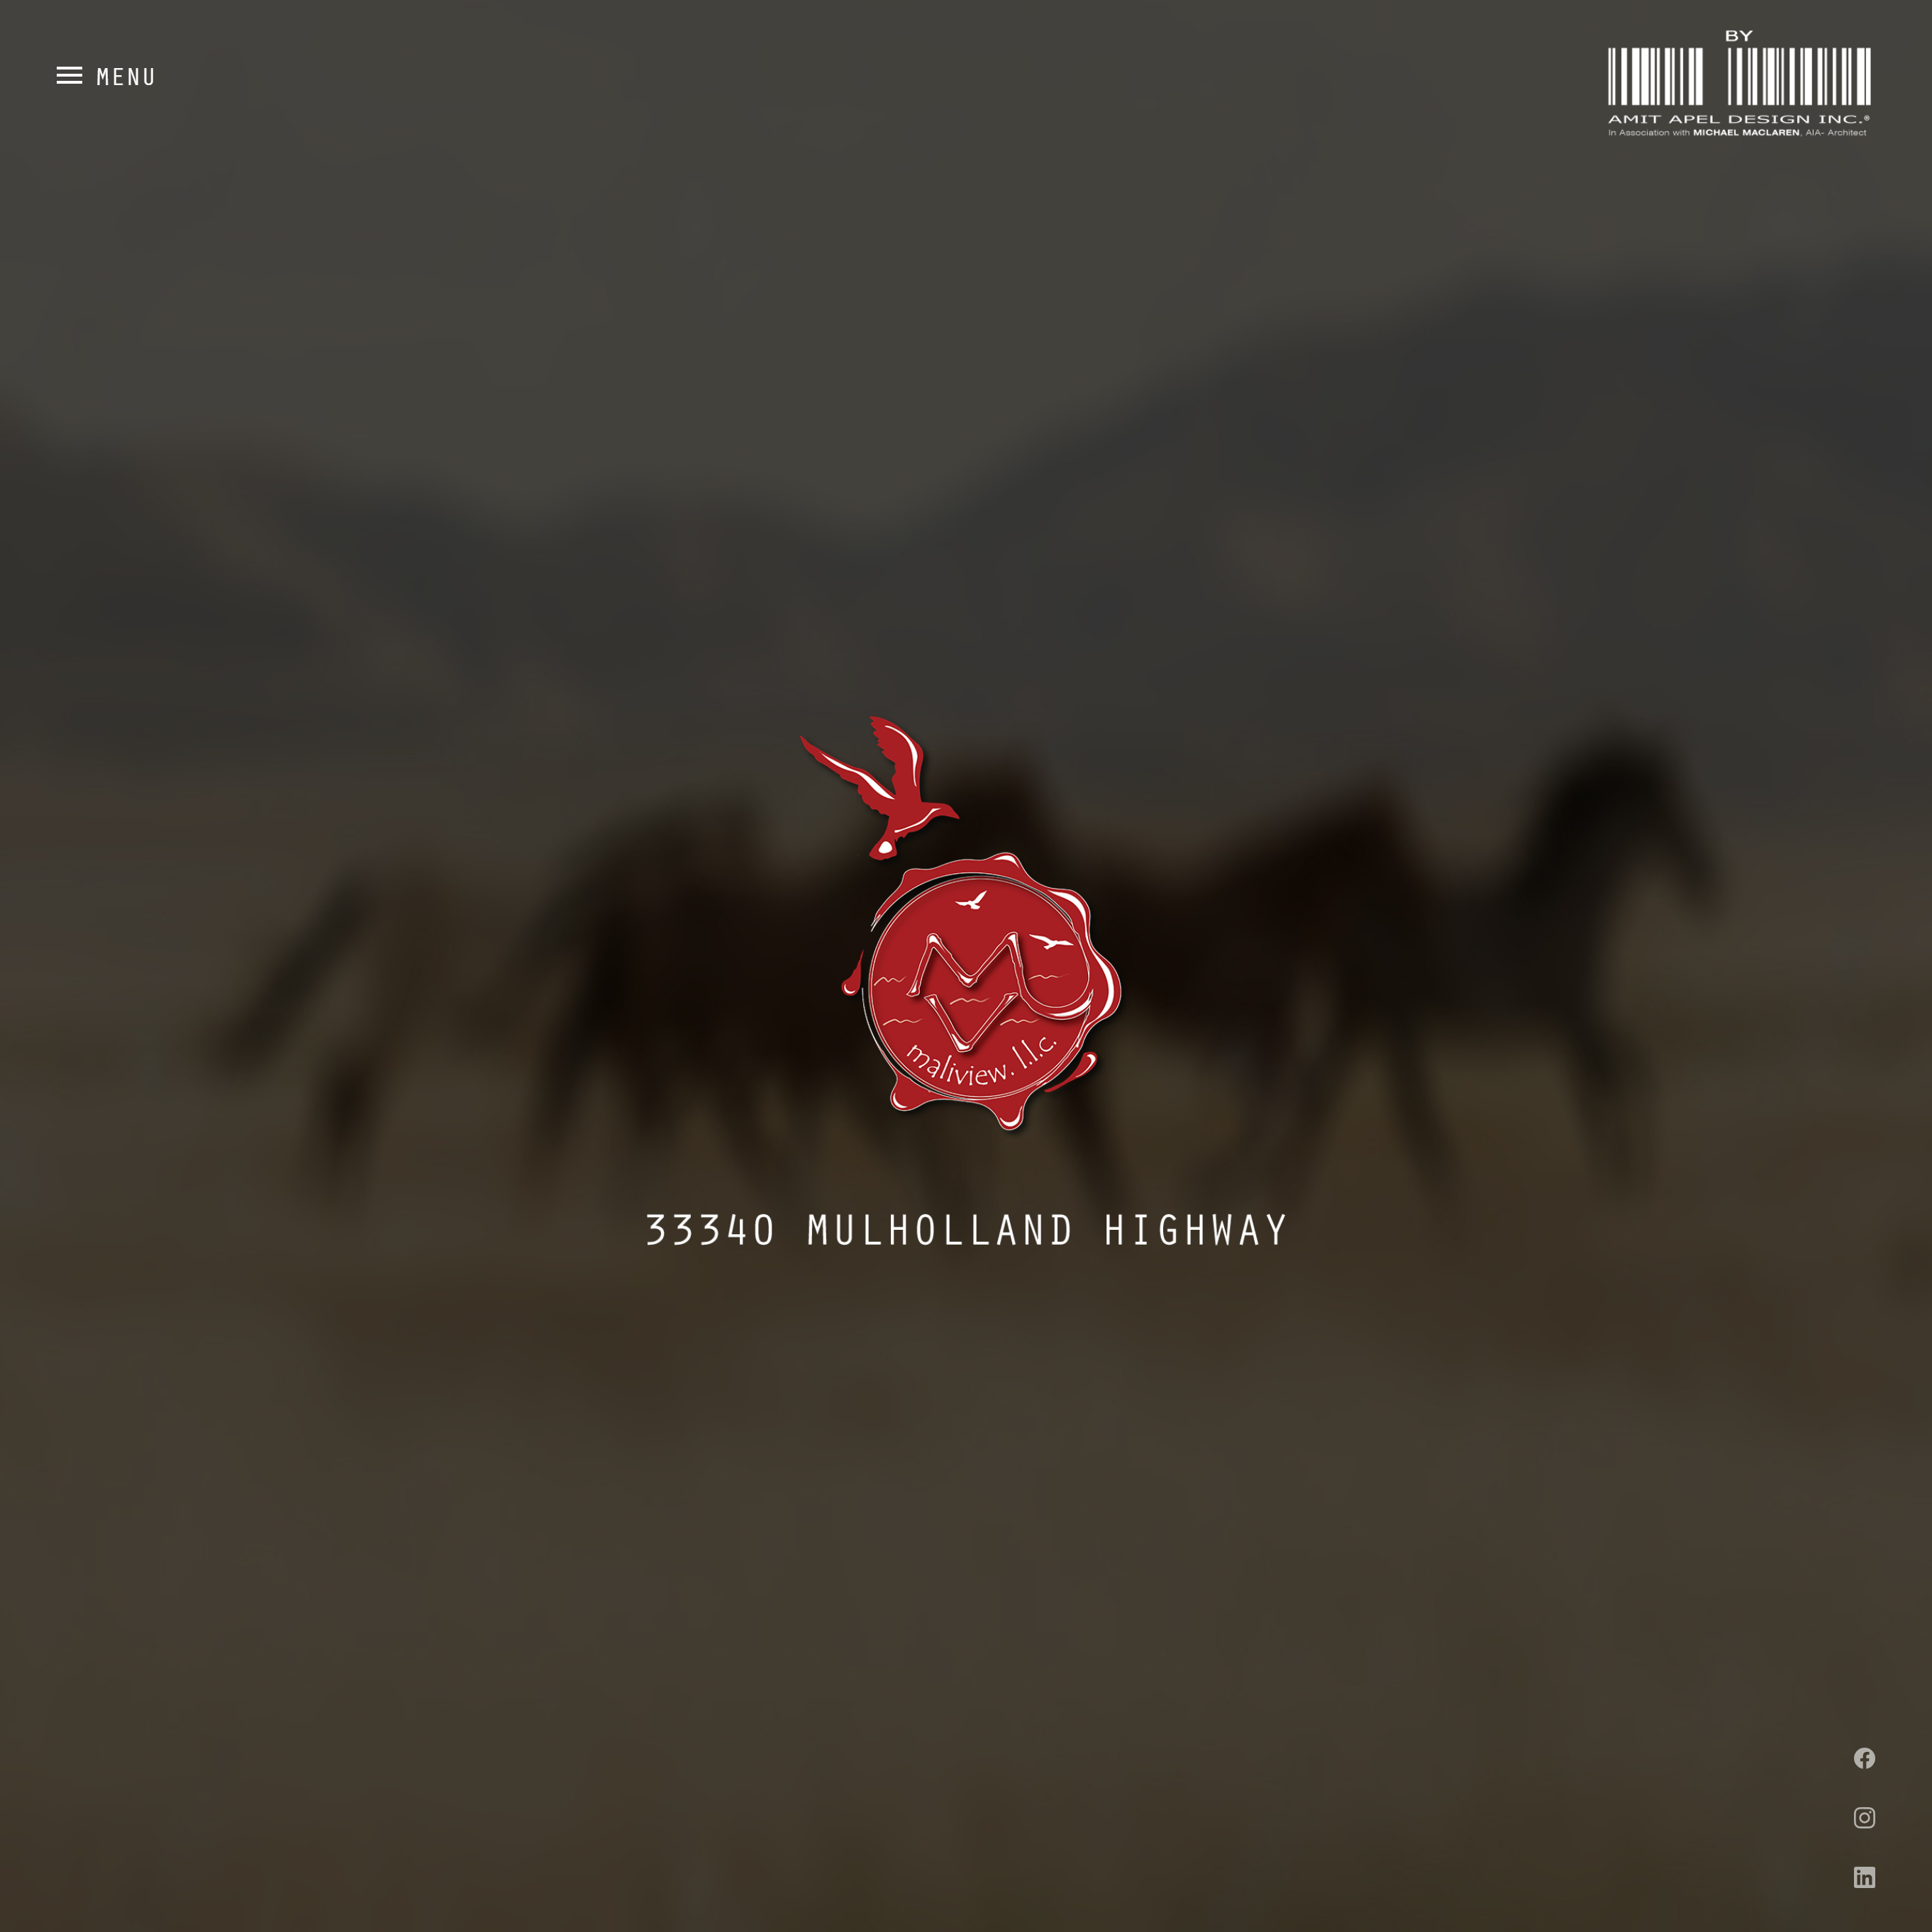 MENU
BY
AMIT APEL DESIGN INC.®
In Association with MICHAEL MACLAREN, AIA- Architect
MV
maliview. l.l.c.
33340 MULHOLLAND HIGHWAY